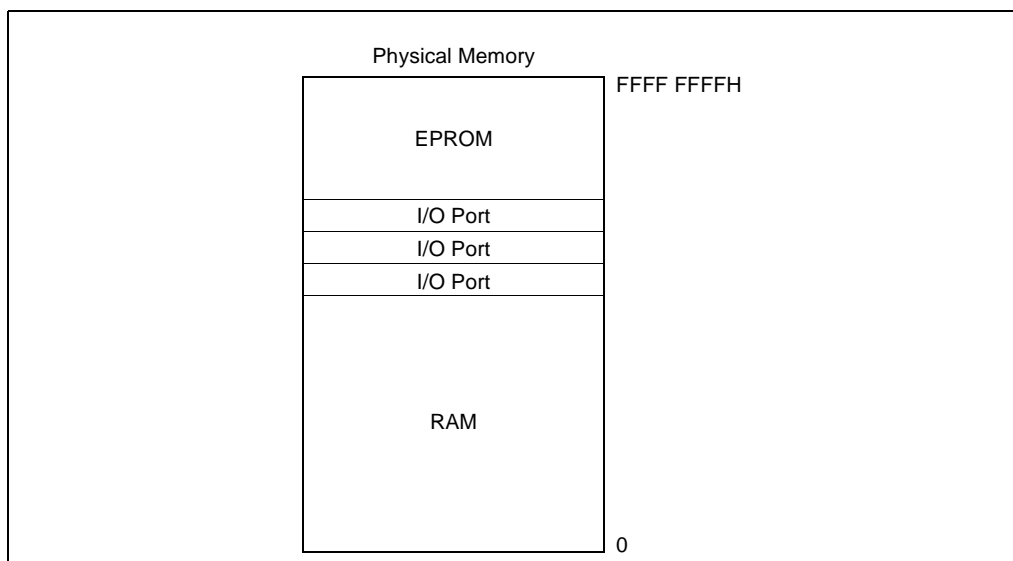 Physical Memory
FFFF FFFFH
EPROM
I/O Port
I/O Port
I/O Port
RAM
0